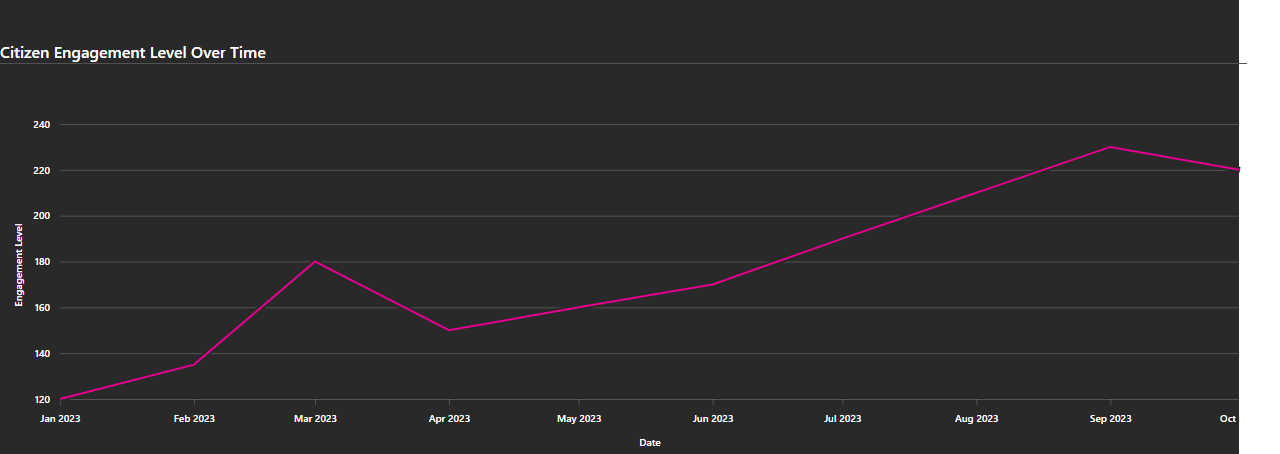 Citizen Engagement Level Over Time
240
220
200
180
160
140
120
Engagement Level
Jan 2023 Feb 2023 Mar 2023 Apr 2023 May 2023 Jun 2023 Jul 2023 Aug 2023 Sep 2023 Oct
Date